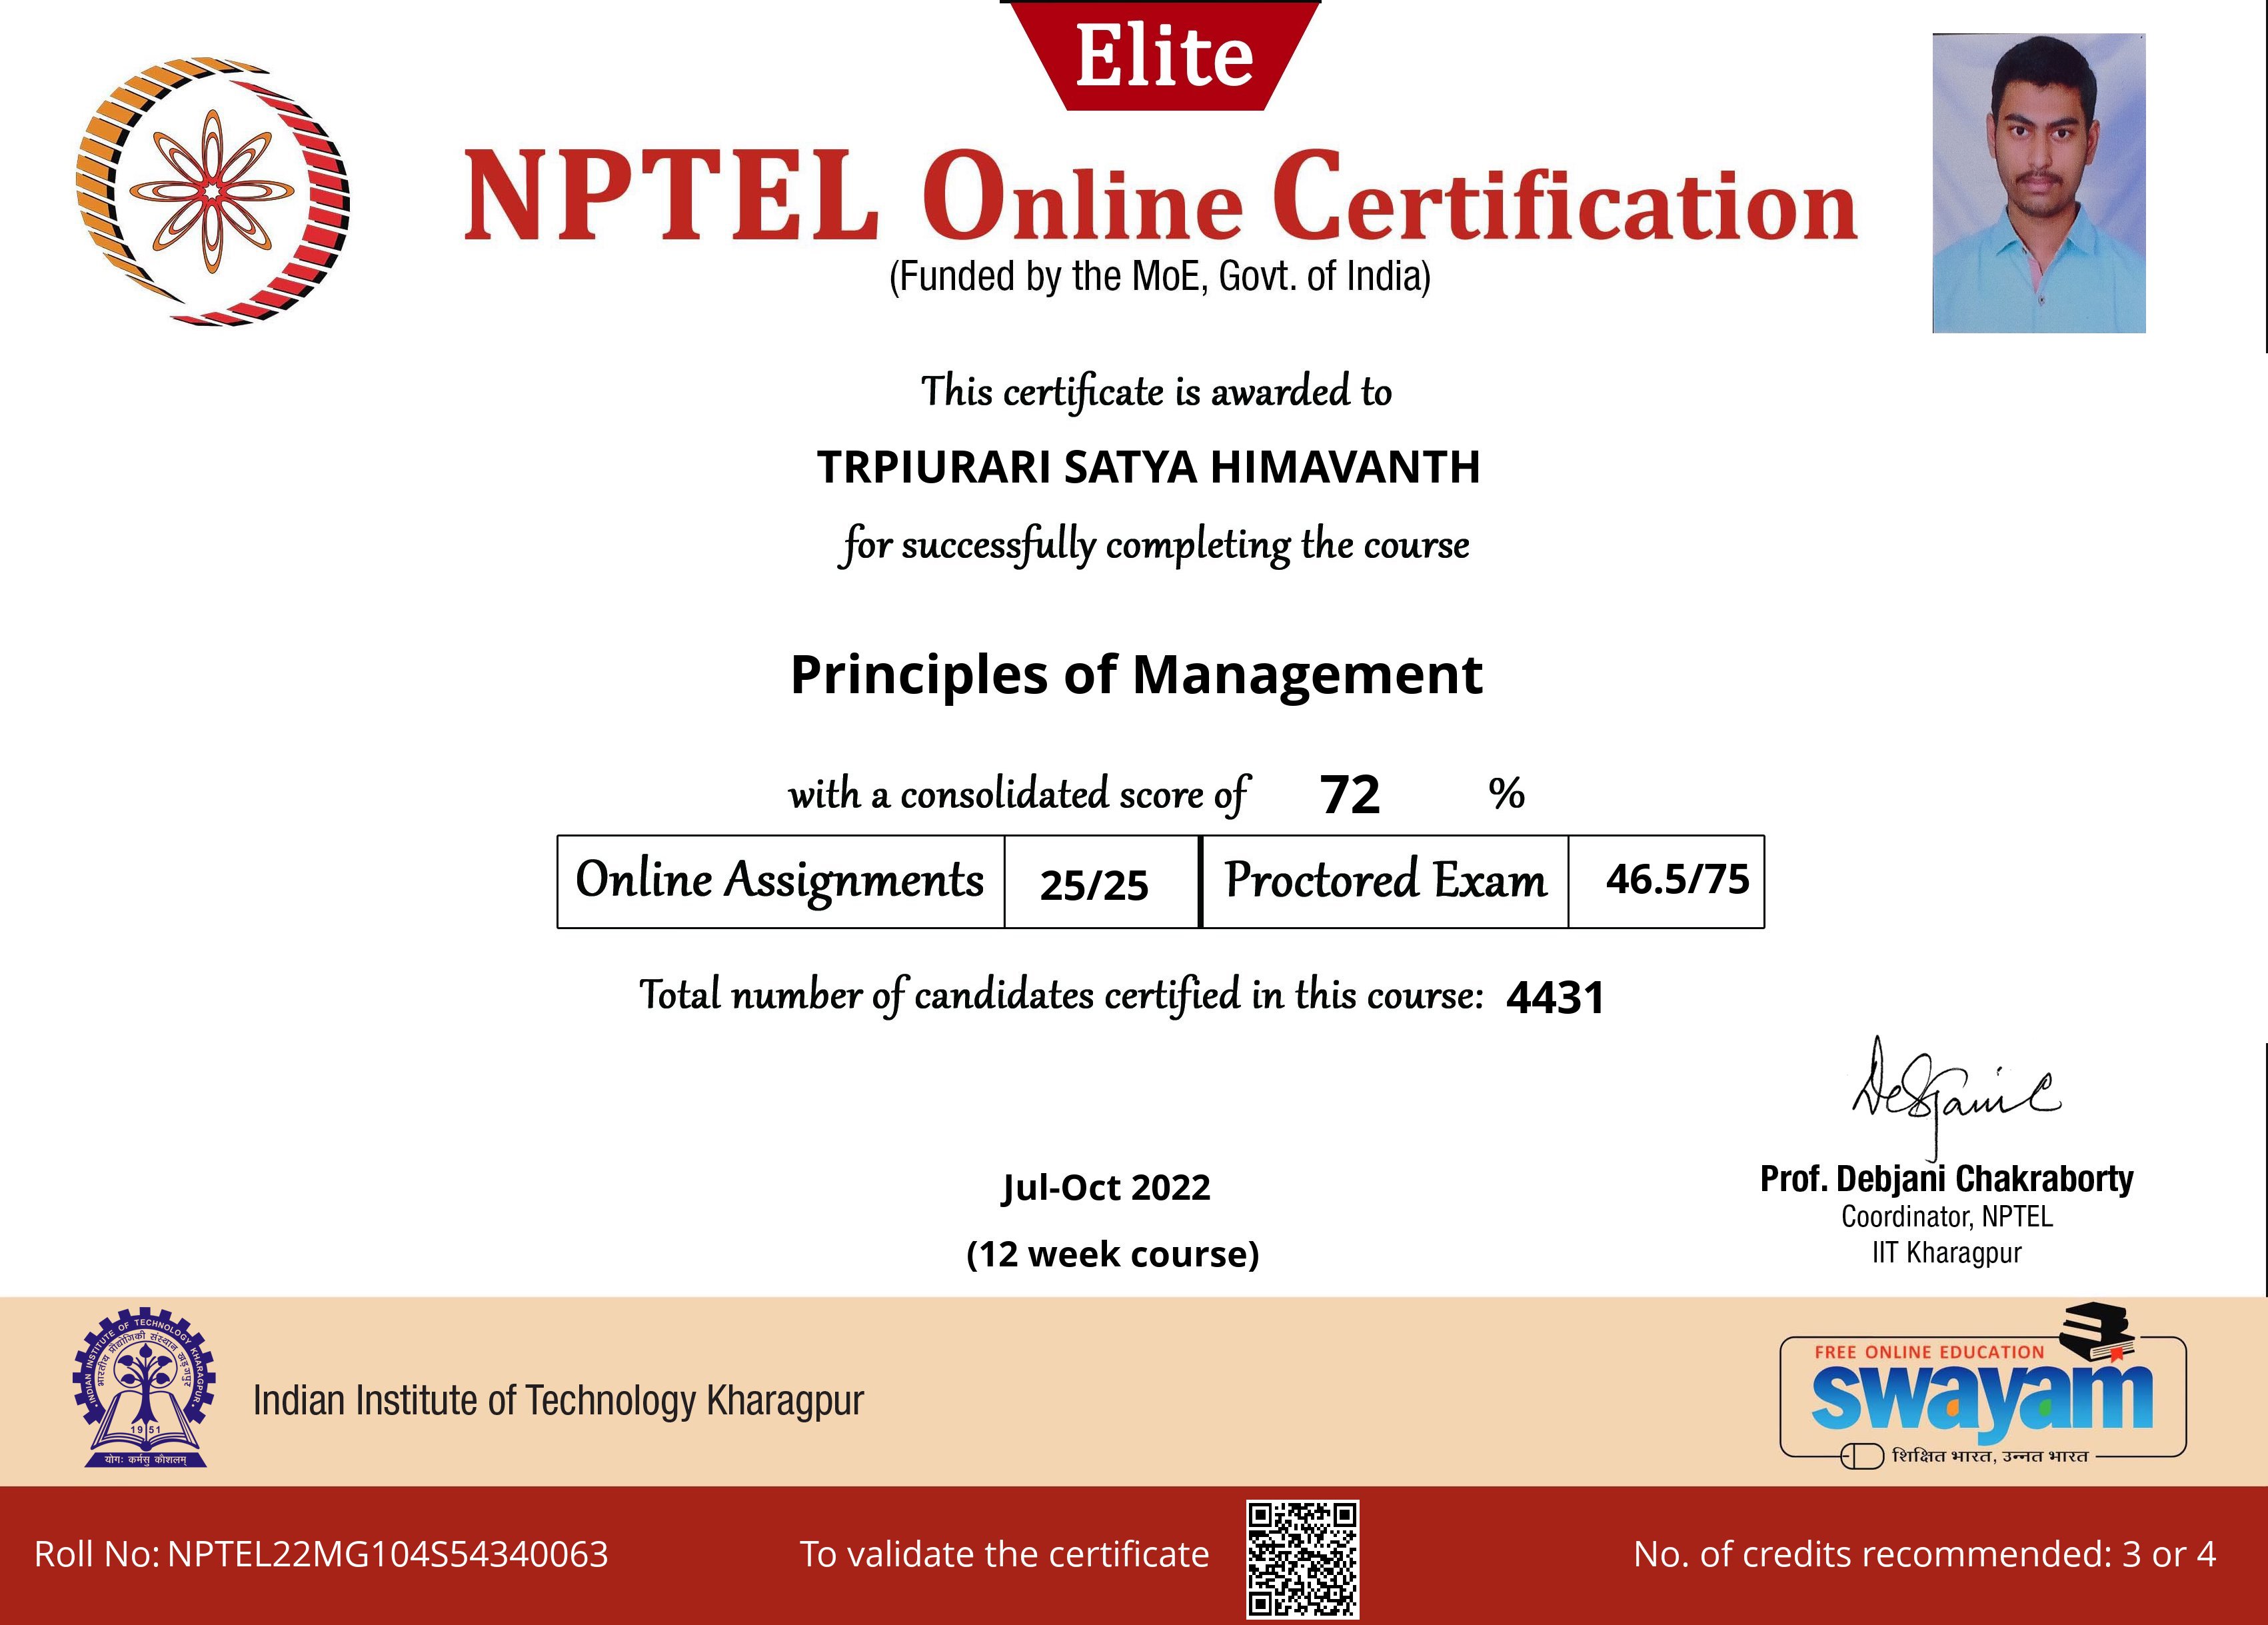 Elite
NPTEL Online Certification
(Funded by the MoE, Govt. of India)
This certificate is awarded to
TRPIURARI SATYA HIMAVANTH
for successfully completing the course
Principles of Management
with a consolidated score of 72 %
Online Assignments 25/25 Proctored Exam 46.5/75
Total number of candidates certified in this course: 4431
Jul-Oct 2022
(12 week course)
Prof. Debjani Chakraborty
Coordinator, NPTEL
IIT Kharagpur
INDIAN INSTITUTE OF TECHNOLOGY KHARAGPUR
भारतीय प्रौद्योगिकी संस्थान खड़गपुर
1951
योगः कर्मसु कौशलम्
Indian Institute of Technology Kharagpur
FREE ONLINE EDUCATION
swayam
शिक्षित भारत, उन्नत भारत
Roll No: NPTEL22MG104S54340063
To validate the certificate
No. of credits recommended: 3 or 4